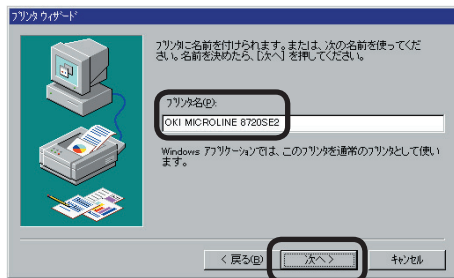 プリンタ ウィザード
プリンタに名前を付けられます。または、次の名前を使ってくだ
さい。名前を決めたら、[次へ] を押してください。
プリンタ名(P):
OKI MICROLINE 8720SE2
Windows アプリケーションでは、このプリンタを通常のプリンタとして使い
ます。
< 戻る(B)
次へ >
キャンセル